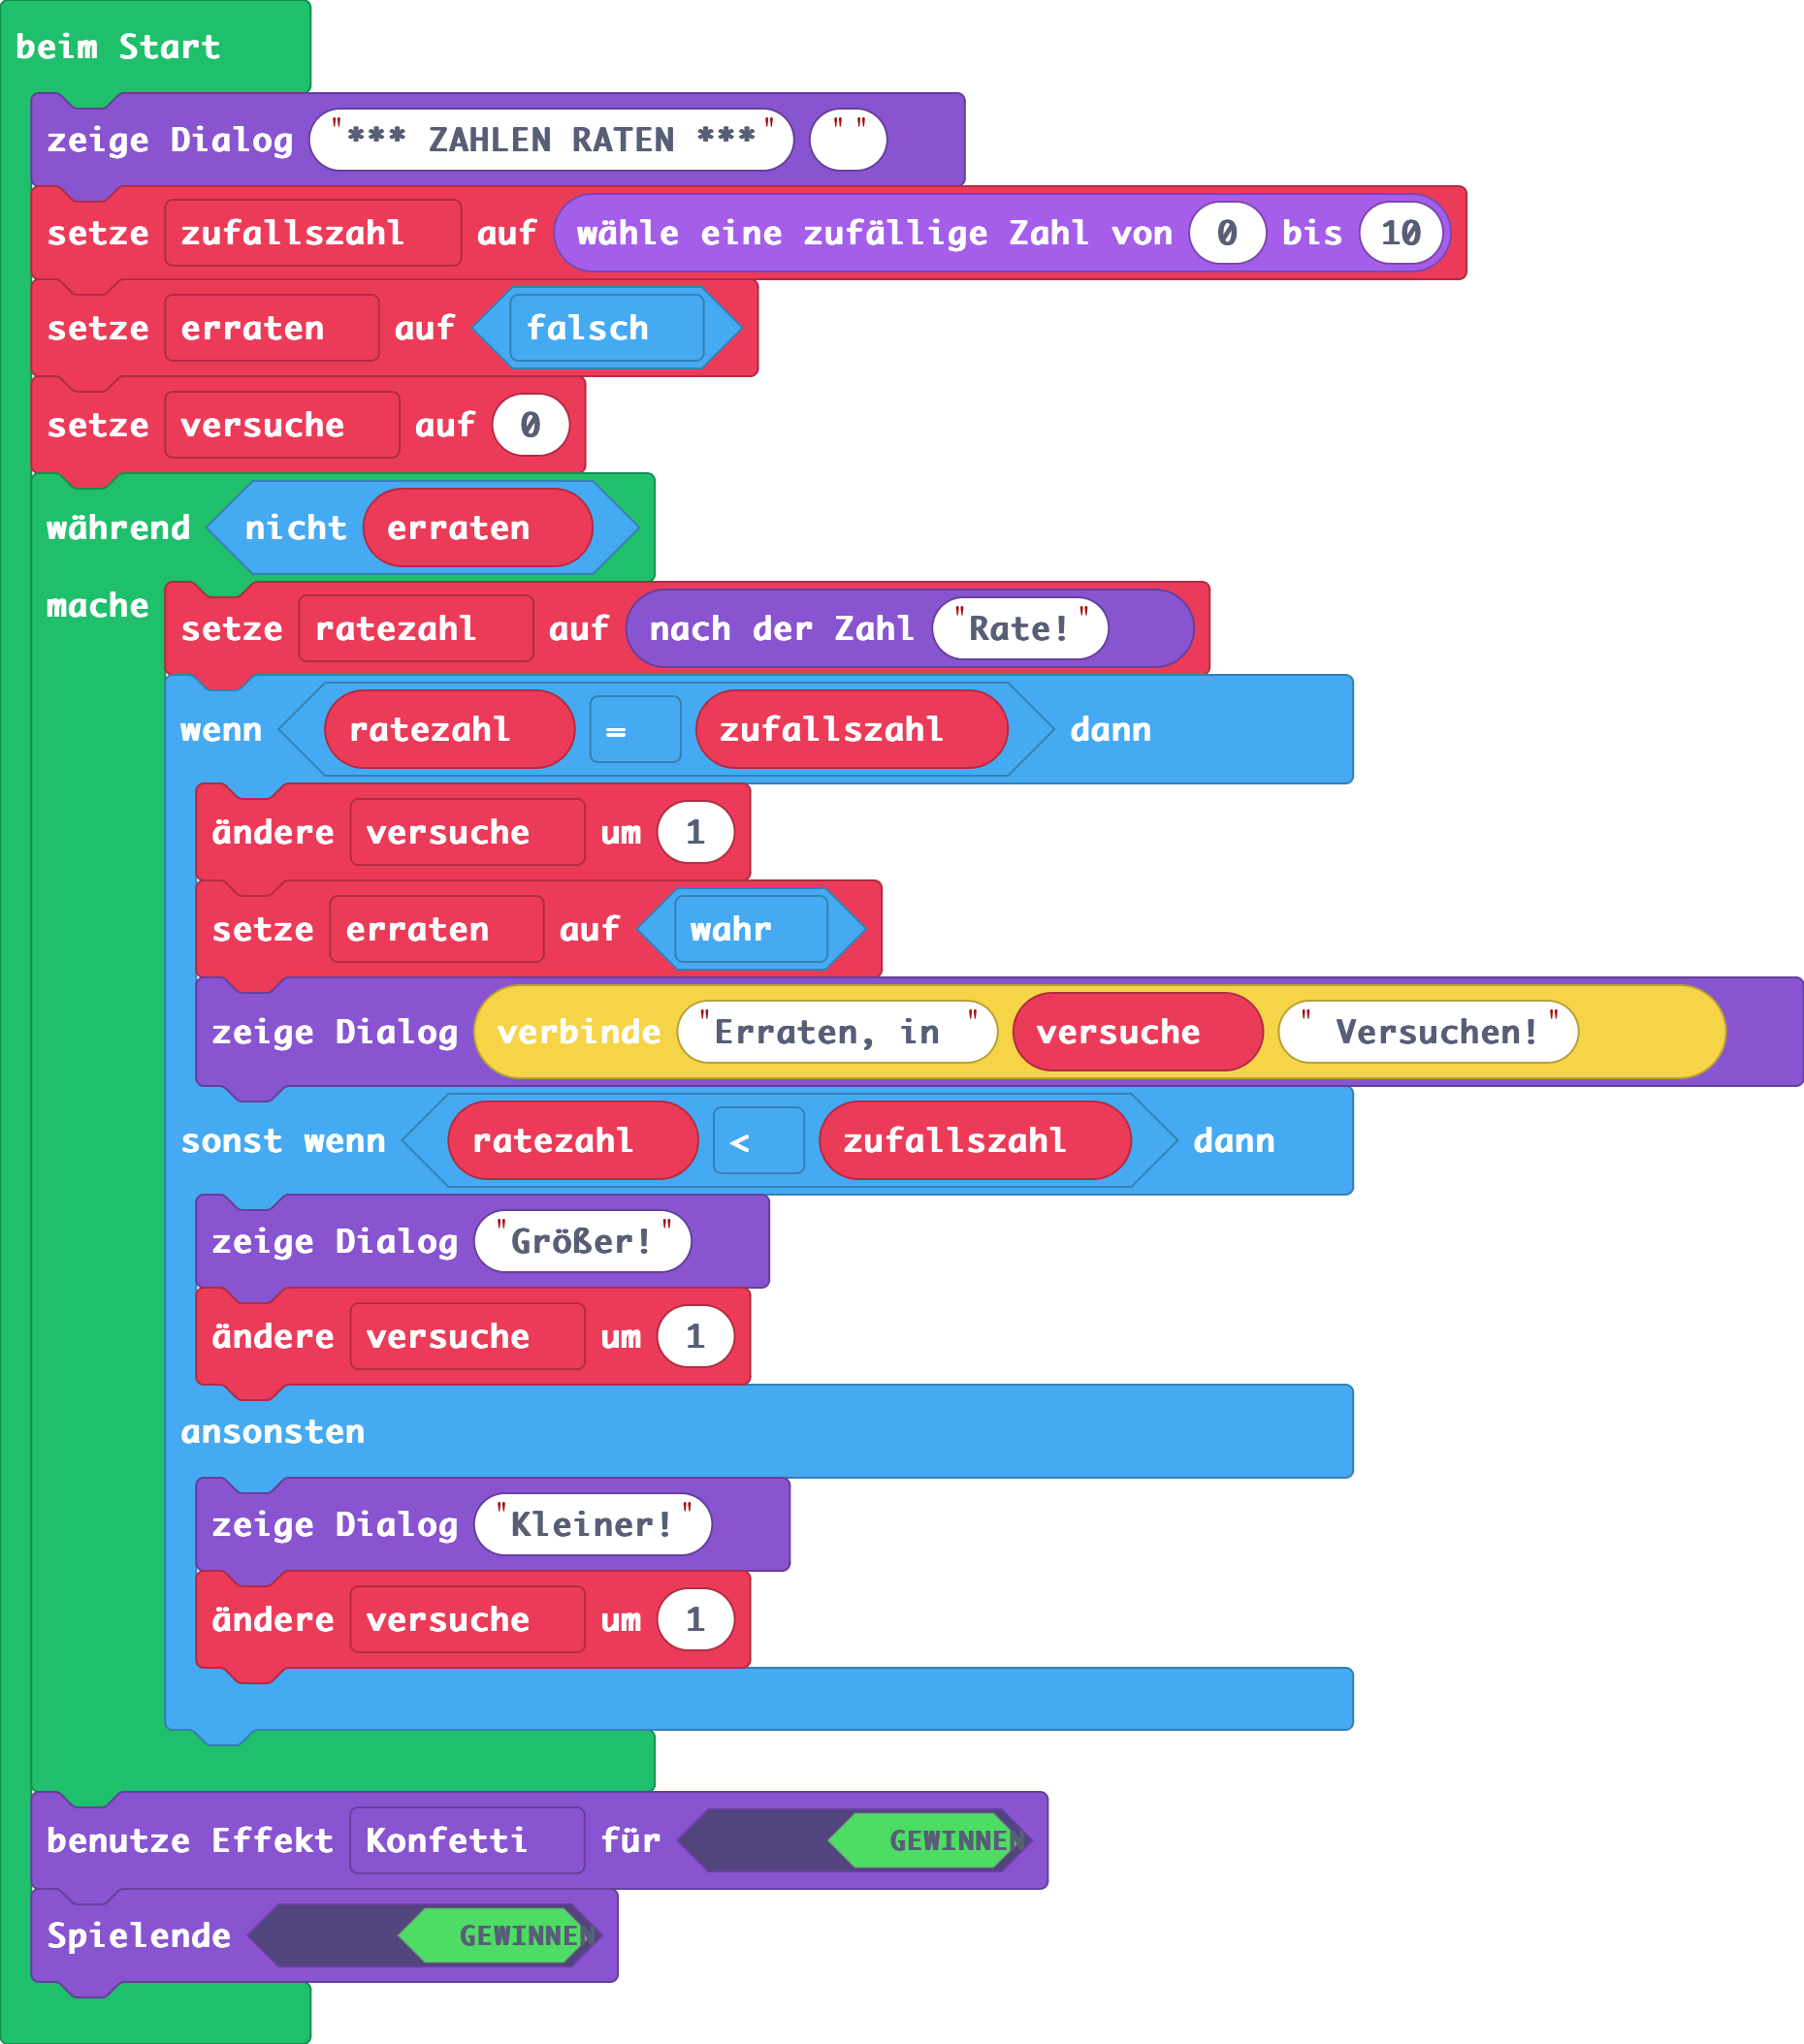 beim Start
zeige Dialog "*** ZAHLEN RATEN ***" " "
setze zufallszahl auf wähle eine zufällige Zahl von 0 bis 10
setze erraten auf falsch
setze versuche auf 0
während nicht erraten
mache
setze ratezahl auf nach der Zahl "Rate!"
wenn ratezahl = zufallszahl dann
ändere versuche um 1
setze erraten auf wahr
zeige Dialog verbinde "Erraten, in " versuche " Versuchen!"
sonst wenn ratezahl < zufallszahl dann
zeige Dialog "Größer!"
ändere versuche um 1
ansonsten
zeige Dialog "Kleiner!"
ändere versuche um 1
benutze Effekt Konfetti für GEWINNEN
Spielende GEWINNEN